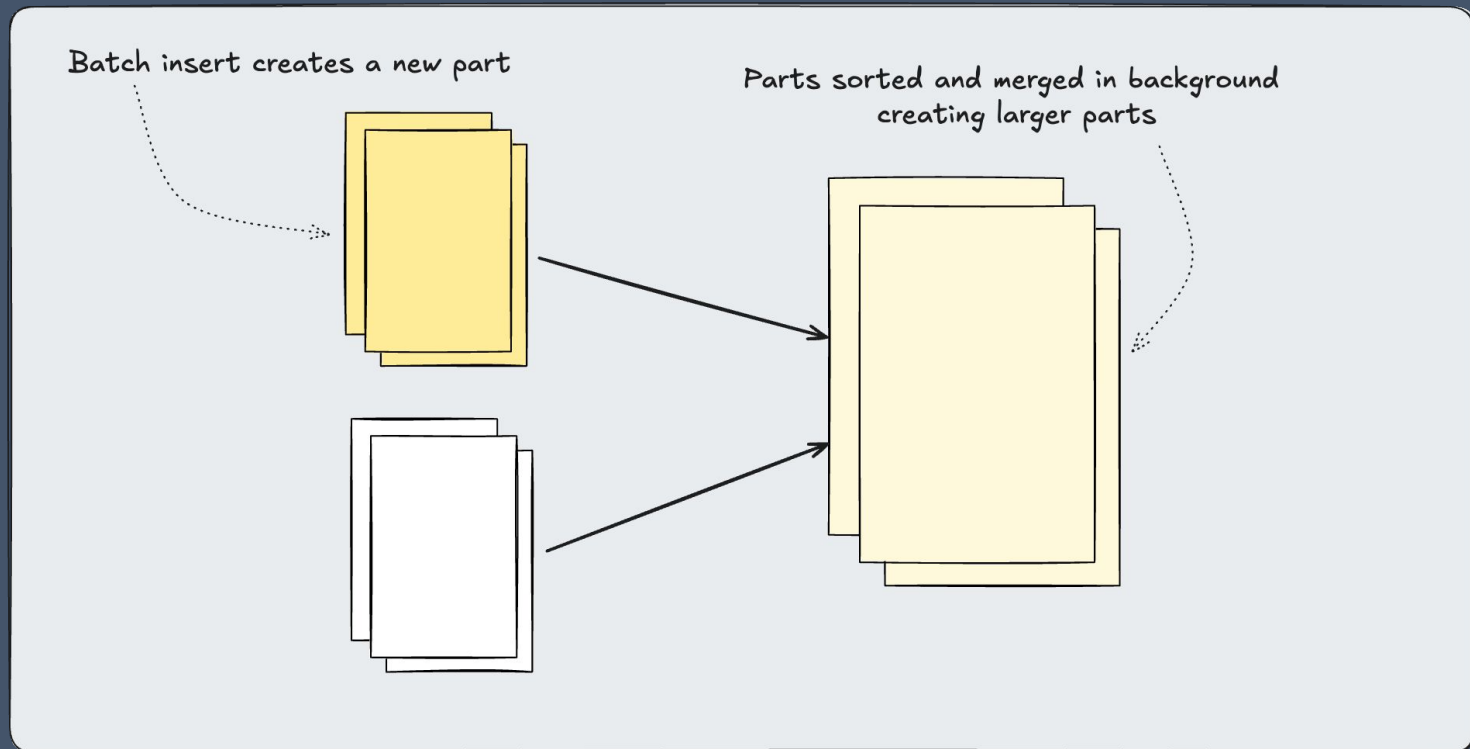 Batch insert creates a new part
Parts sorted and merged in background
creating larger parts